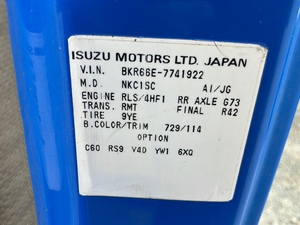 ISUZU MOTORS LTD. JAPAN
V.I.N. BKR66E-7741922
M.D. NKC1SC A1/JG
ENGINE RLS/4HF1 RR AXLE G73
TRANS. RMT FINAL R42
TIRE 9YE
B.COLOR/TRIM 729/114
OPTION
C60 RS9 V4D YW1 6XQ